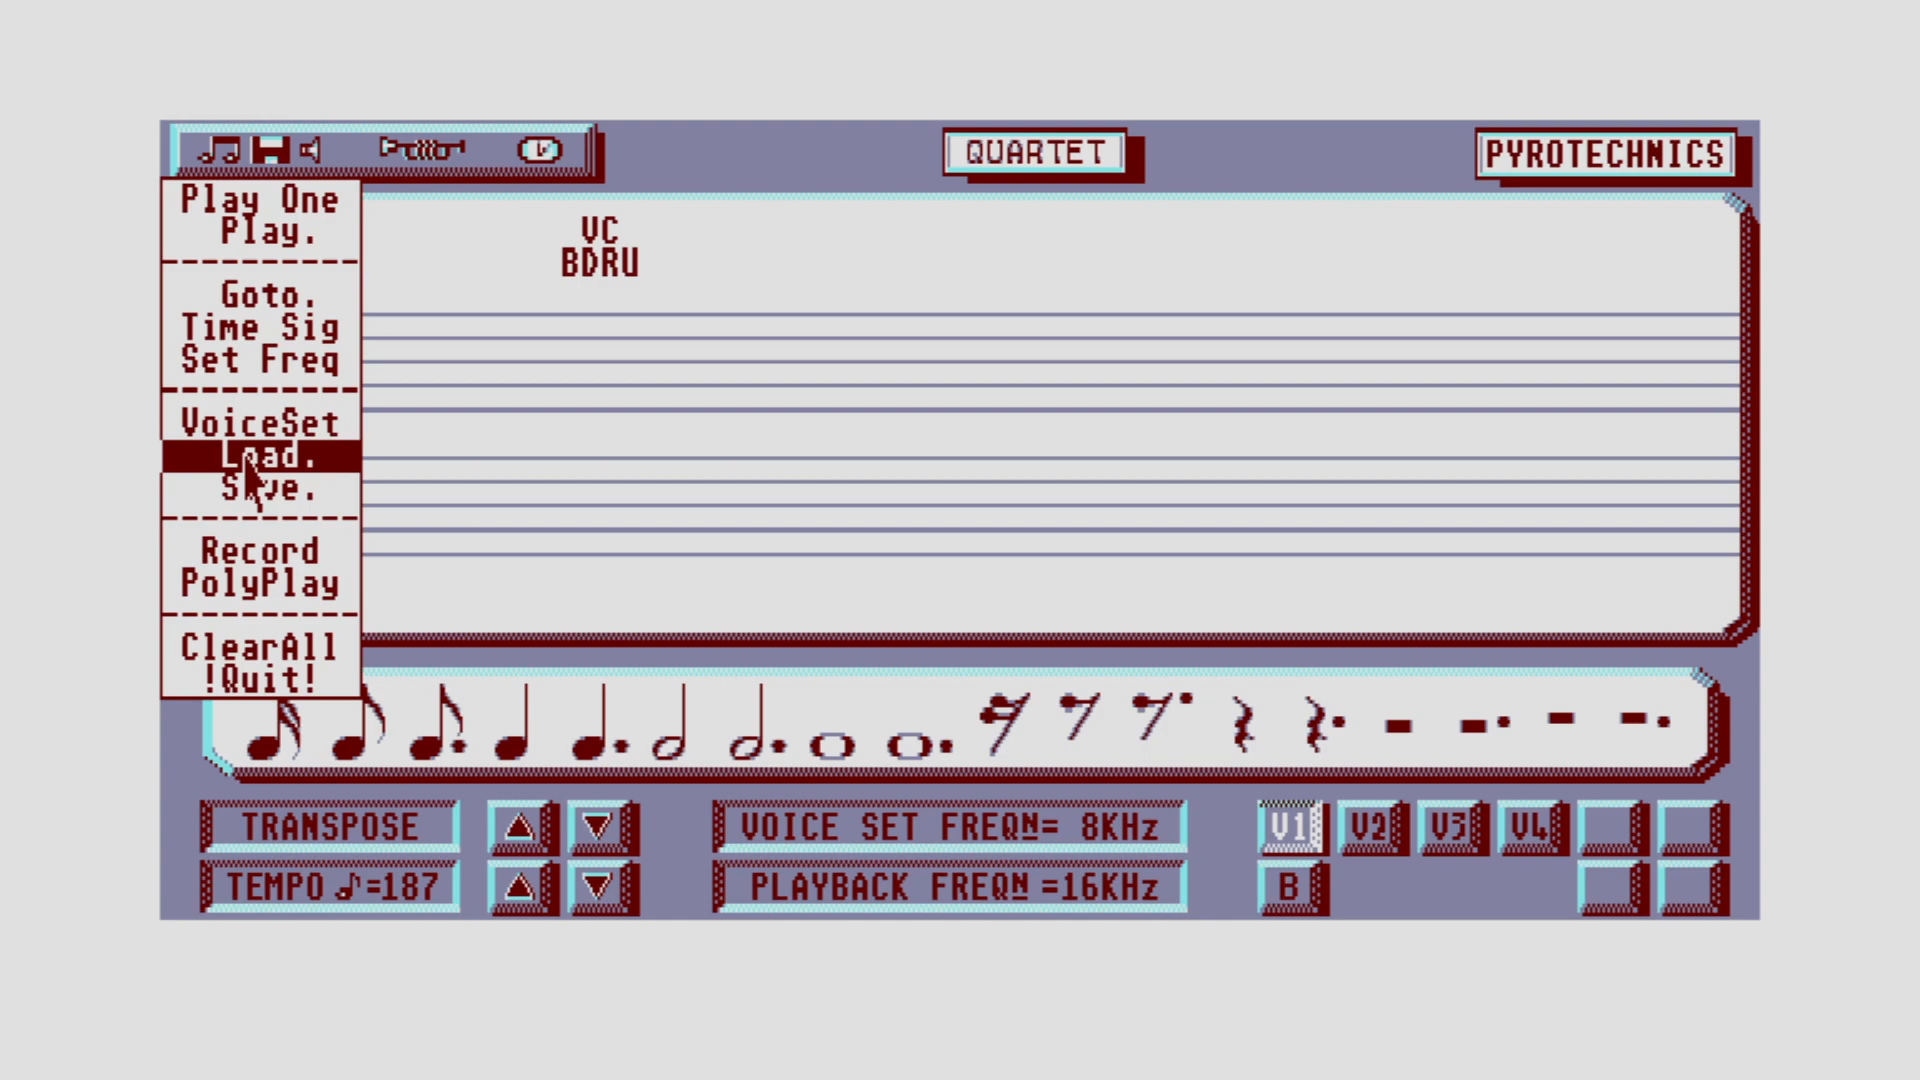 QUARTET
PYROTECHNICS
Play One
Play.
Goto.
Time Sig
Set Freq
VoiceSet
Load.
Save.
Record
PolyPlay
ClearAll
!Quit!
VC
BDRU
TRANSPOSE
VOICE SET FREQN= 8KHz
V1 V2 V3 V4
TEMPO ♪=187
PLAYBACK FREQN =16KHz
B